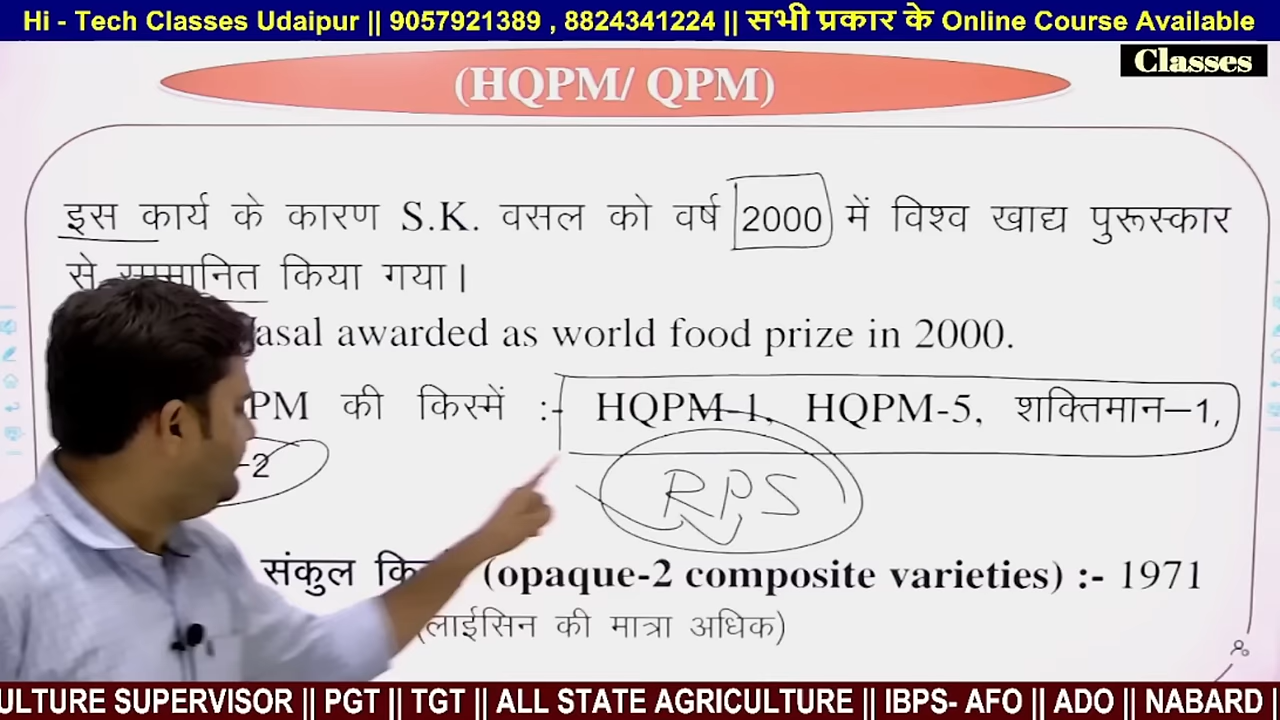 Hi - Tech Classes Udaipur || 9057921389 , 8824341224 || सभी प्रकार के Online Course Available
Classes
(HQPM/ QPM)
इस कार्य के कारण S.K. वसल को वर्ष 2000 में विश्व खाद्य पुरूस्कार
से सम्मानित किया गया।
asal awarded as world food prize in 2000.
PM की किस्में :- HQPM-1, HQPM-5, शक्तिमान–1,
-2
RPS
संकुल (opaque-2 composite varieties) :- 1971
(लाईसिन की मात्रा अधिक)
ULTURE SUPERVISOR || PGT || TGT || ALL STATE AGRICULTURE || IBPS- AFO || ADO || NABARD |